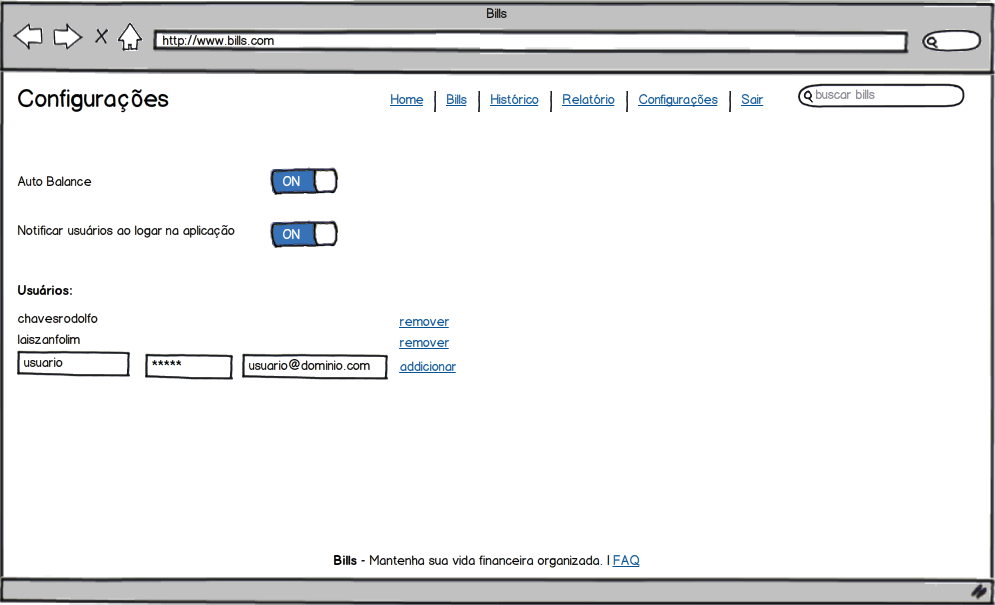 Bills
http://www.bills.com
Configurações
Home | Bills | Histórico | Relatório | Configurações | Sair
buscar bills
Auto Balance
ON
Notificar usuários ao logar na aplicação
ON
Usuários:
chavesrodolfo
remover
laiszanfolim
remover
usuario
*****
usuario@dominio.com
addicionar
Bills - Mantenha sua vida financeira organizada. | FAQ